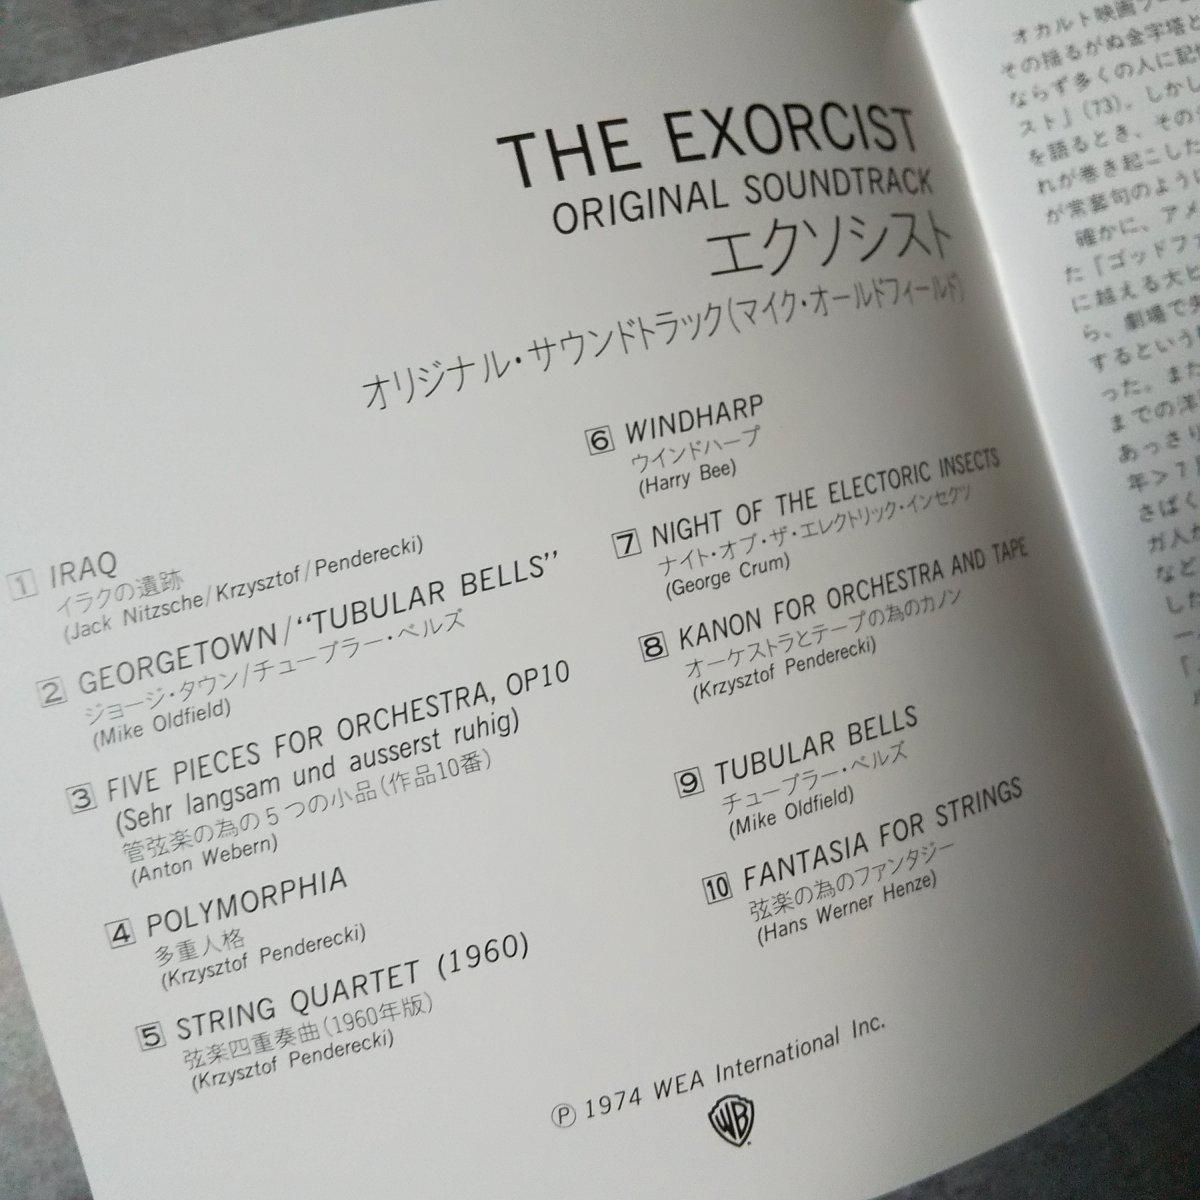 THE EXORCIST
ORIGINAL SOUNDTRACK
エクソシスト
オリジナル・サウンドトラック(マイク・オールドフィールド)
1 IRAQ
イラクの遺跡
(Jack Nitzsche/Krzysztof/Penderecki)
2 GEORGETOWN/“TUBULAR BELLS”
ジョージ・タウン/チューブラー・ベルズ
(Mike Oldfield)
3 FIVE PIECES FOR ORCHESTRA, OP10
(Sehr langsam und ausserst ruhig)
管弦楽の為の5つの小品(作品10番)
(Anton Webern)
4 POLYMORPHIA
多重人格
(Krzysztof Penderecki)
5 STRING QUARTET (1960)
弦楽四重奏曲(1960年版)
(Krzysztof Penderecki)
6 WINDHARP
ウインドハープ
(Harry Bee)
7 NIGHT OF THE ELECTORIC INSECTS
ナイト・オブ・ザ・エレクトリック・インセクツ
(George Crum)
8 KANON FOR ORCHESTRA AND TAPE
オーケストラとテープの為のカノン
(Krzysztof Penderecki)
9 TUBULAR BELLS
チューブラー・ベルズ
(Mike Oldfield)
10 FANTASIA FOR STRINGS
弦楽の為のファンタジー
(Hans Werner Henze)
Ⓟ 1974 WEA International Inc.
WB
オカルト映画ブー
その揺るがぬ金字塔と
ならず多くの人に記
スト」(73)。しかし
を語るとき、その
れが巻き起こした
が常套句のように
確かに、アメ
た「ゴッドファ
に越える大ヒ
ら、劇場で失
するという
った。また
までの洋
あっさり
年>7
さばく
ガ人が
など
した